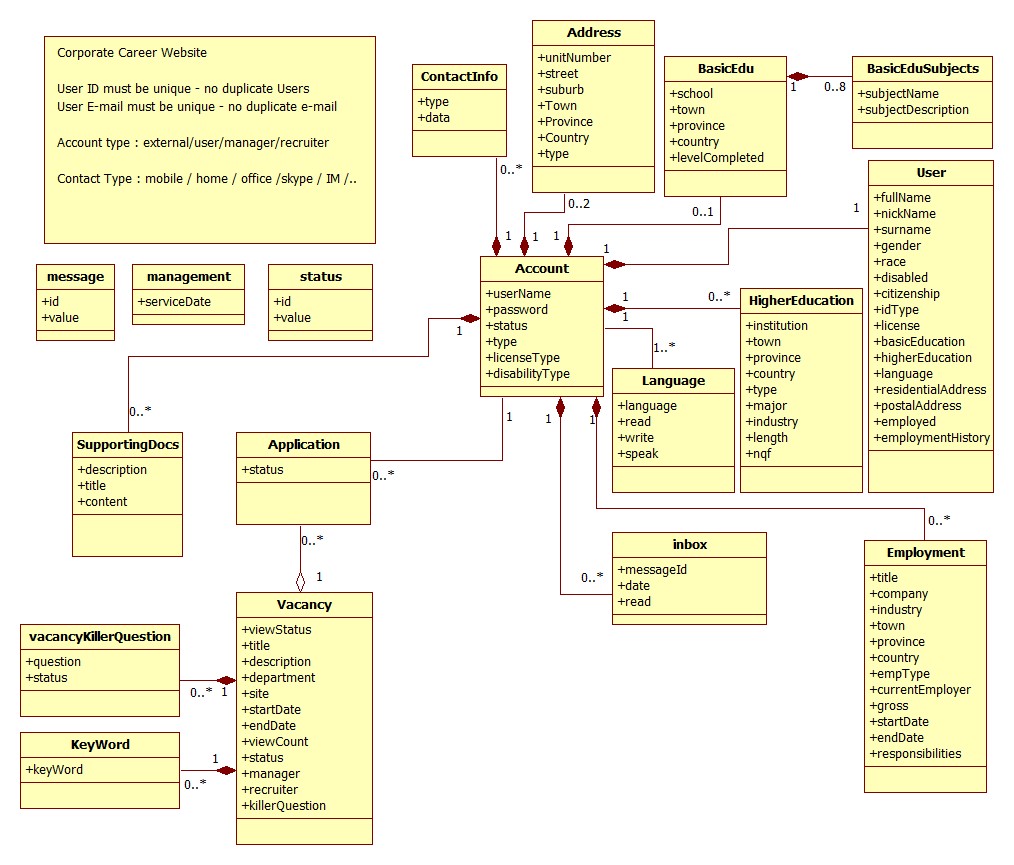 Corporate Career Website
User ID must be unique - no duplicate Users
User E-mail must be unique - no duplicate e-mail
Account type : external/user/manager/recruiter
Contact Type : mobile / home / office /skype / IM /..
ContactInfo
+type
+data
0..*
1
Address
+unitNumber
+street
+suburb
+Town
+Province
+Country
+type
0..2
1
BasicEdu
+school
+town
+province
+country
+levelCompleted
0..1
1
1
0..8
BasicEduSubjects
+subjectName
+subjectDescription
User
+fullName
+nickName
+surname
+gender
+race
+disabled
+citizenship
+idType
+license
+basicEducation
+higherEducation
+language
+residentialAddress
+postalAddress
+employed
+employmentHistory
1
1
message
+id
+value
management
+serviceDate
status
+id
+value
Account
+userName
+password
+status
+type
+licenseType
+disabilityType
1
0..*
HigherEducation
+institution
+town
+province
+country
+type
+major
+industry
+length
+nqf
1
1..*
Language
+language
+read
+write
+speak
1
0..*
SupportingDocs
+description
+title
+content
1
0..*
Application
+status
0..*
1
1
0..*
inbox
+messageId
+date
+read
1
0..*
Employment
+title
+company
+industry
+town
+province
+country
+empType
+currentEmployer
+gross
+startDate
+endDate
+responsibilities
Vacancy
+viewStatus
+title
+description
+department
+site
+startDate
+endDate
+viewCount
+status
+manager
+recruiter
+killerQuestion
vacancyKillerQuestion
+question
+status
0..*
1
KeyWord
+keyWord
1
0..*